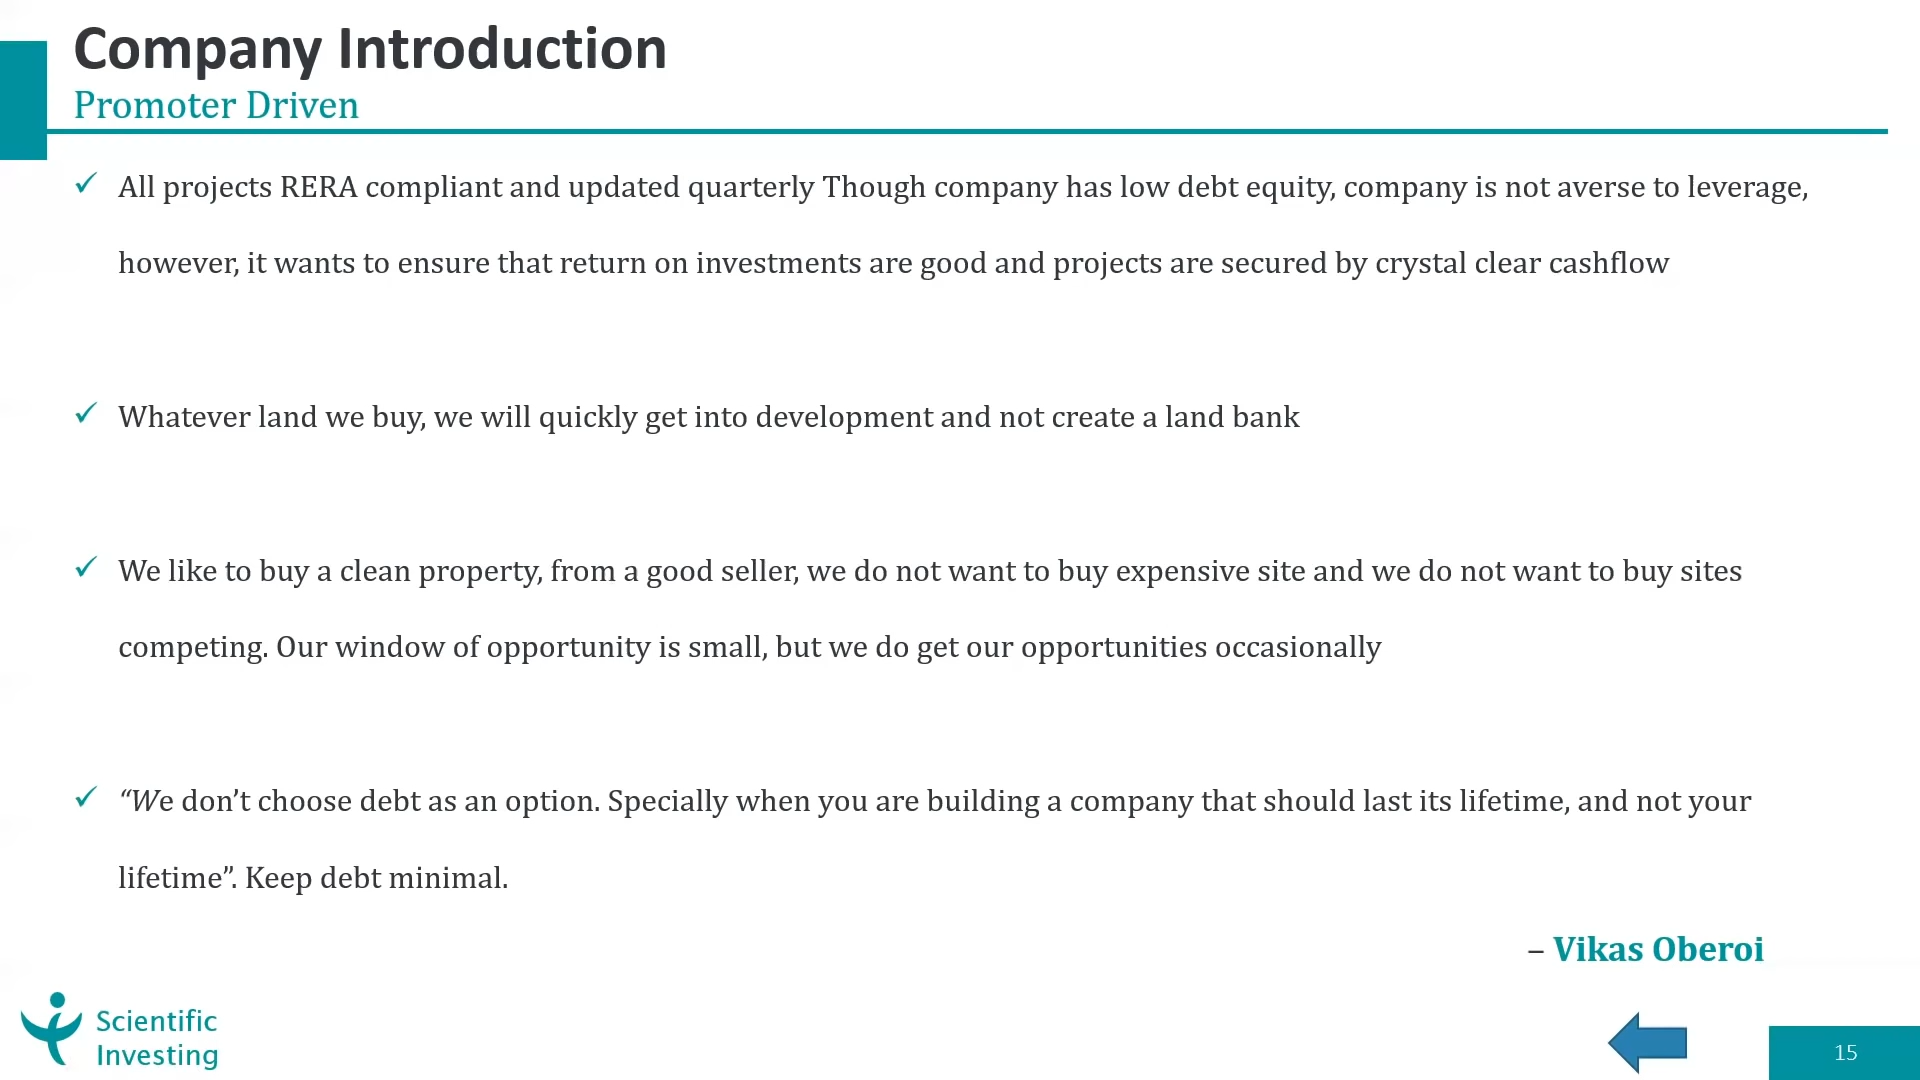 Company Introduction
Promoter Driven
All projects RERA compliant and updated quarterly Though company has low debt equity, company is not averse to leverage,
however, it wants to ensure that return on investments are good and projects are secured by crystal clear cashflow
Whatever land we buy, we will quickly get into development and not create a land bank
We like to buy a clean property, from a good seller, we do not want to buy expensive site and we do not want to buy sites
competing. Our window of opportunity is small, but we do get our opportunities occasionally
“We don’t choose debt as an option. Specially when you are building a company that should last its lifetime, and not your
lifetime”. Keep debt minimal.
– Vikas Oberoi
Scientific
Investing
15